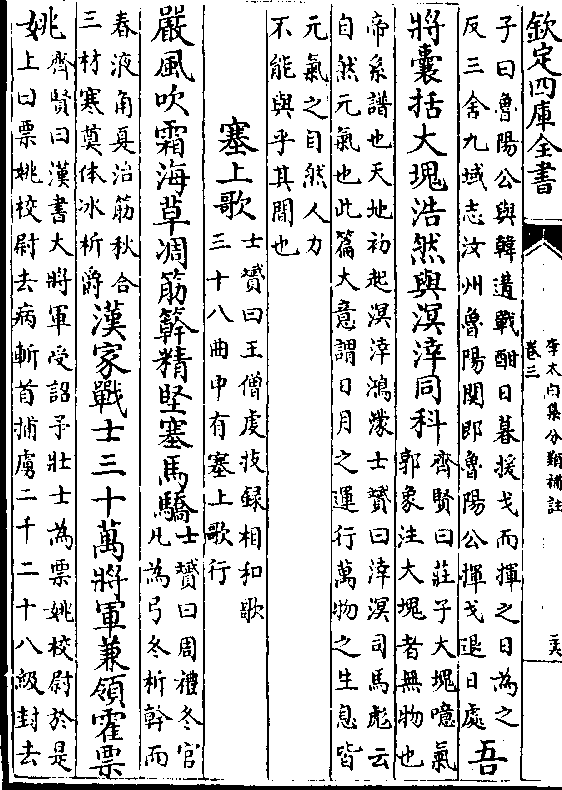 欽定四庫全書
李太白集分類補註
卷三
子曰魯陽公與韓遘戰酣日暮援戈而揮之日為之
反三舍九域志汝州魯陽関即魯陽公揮戈退日處
吾
將囊括大塊浩然與溟涬同科
齊賢曰莊子大塊噫氣
郭象注大塊者無物也
帝系譜也天地初起溟涬鴻濛士贇曰涬溟司馬彪云
自然元氣也此篇大意謂日月之運行萬物之生息皆
元氣之自然人力
不能與乎其間也
塞上歌
士贇曰王僧虔技録相和歌
三十八曲中有塞上歌行
嚴風吹霜海草凋筋簳精堅塞馬驕
士贇曰周禮冬官
凡為弓冬析幹而
春液角夏治筋秋合
三材寒奠体冰析爵
漢家戰士三十萬將軍兼領霍票
姚
齊賢曰漢書大將軍受詔予壯士為票姚校尉於是
上曰票姚校尉去病斬首捕虜二千二十八級封去